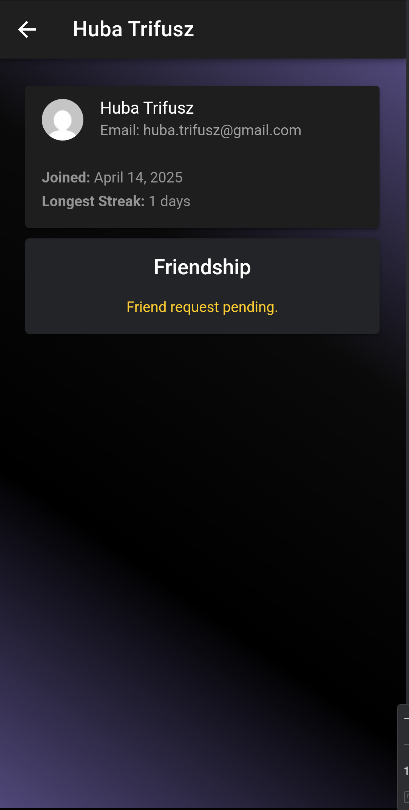 Huba Trifusz
Huba Trifusz
Email: huba.trifusz@gmail.com
Joined: April 14, 2025
Longest Streak: 1 days
Friendship
Friend request pending.
1